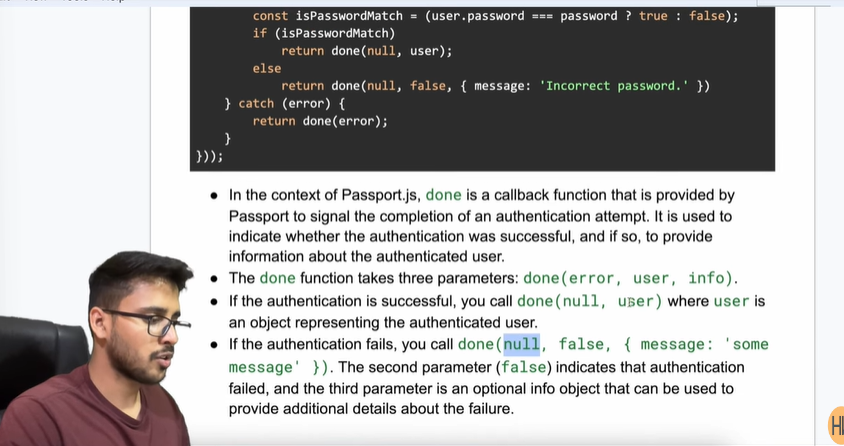 const isPasswordMatch = (user.password === password ? true : false);
if (isPasswordMatch)
return done(null, user);
else
return done(null, false, { message: 'Incorrect password.' })
} catch (error) {
return done(error);
}
}));
• In the context of Passport.js, done is a callback function that is provided by
Passport to signal the completion of an authentication attempt. It is used to
indicate whether the authentication was successful, and if so, to provide
information about the authenticated user.
• The done function takes three parameters: done(error, user, info).
• If the authentication is successful, you call done(null, user) where user is
an object representing the authenticated user.
• If the authentication fails, you call done(null, false, { message: 'some
message' }). The second parameter (false) indicates that authentication
failed, and the third parameter is an optional info object that can be used to
provide additional details about the failure.